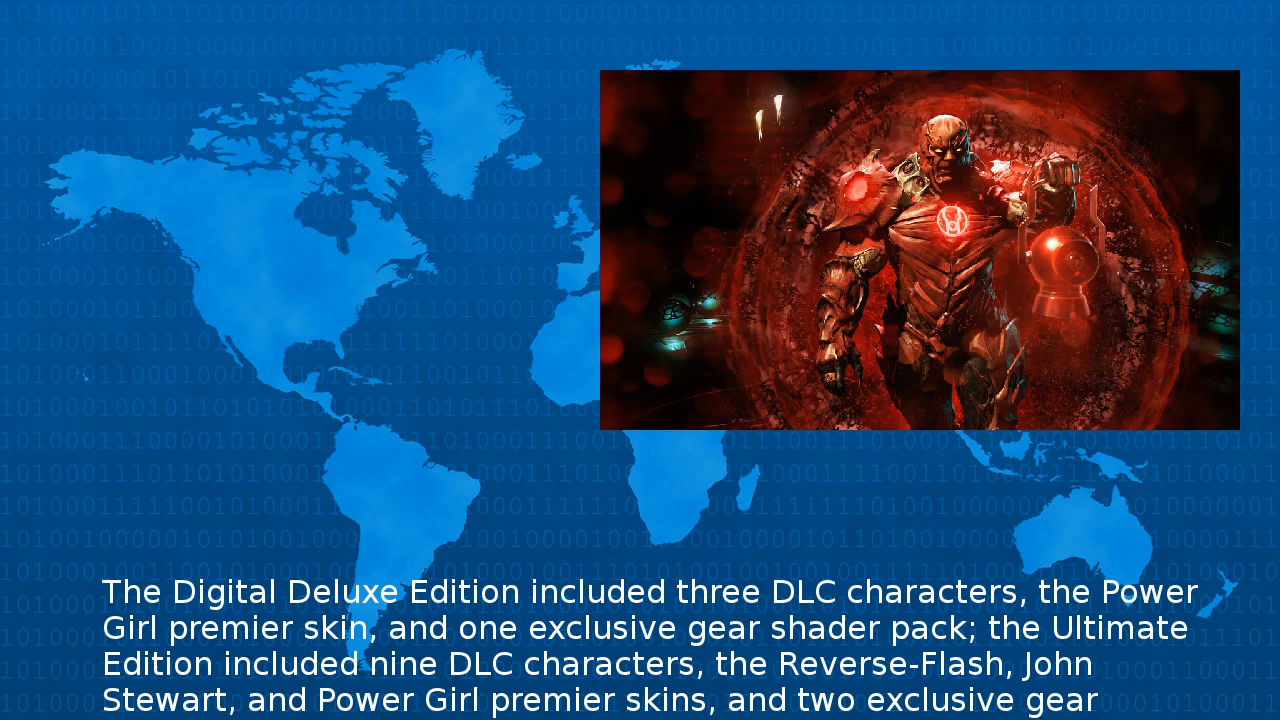 The Digital Deluxe Edition included three DLC characters, the Power
Girl premier skin, and one exclusive gear shader pack; the Ultimate
Edition included nine DLC characters, the Reverse-Flash, John
Stewart, and Power Girl premier skins, and two exclusive gear